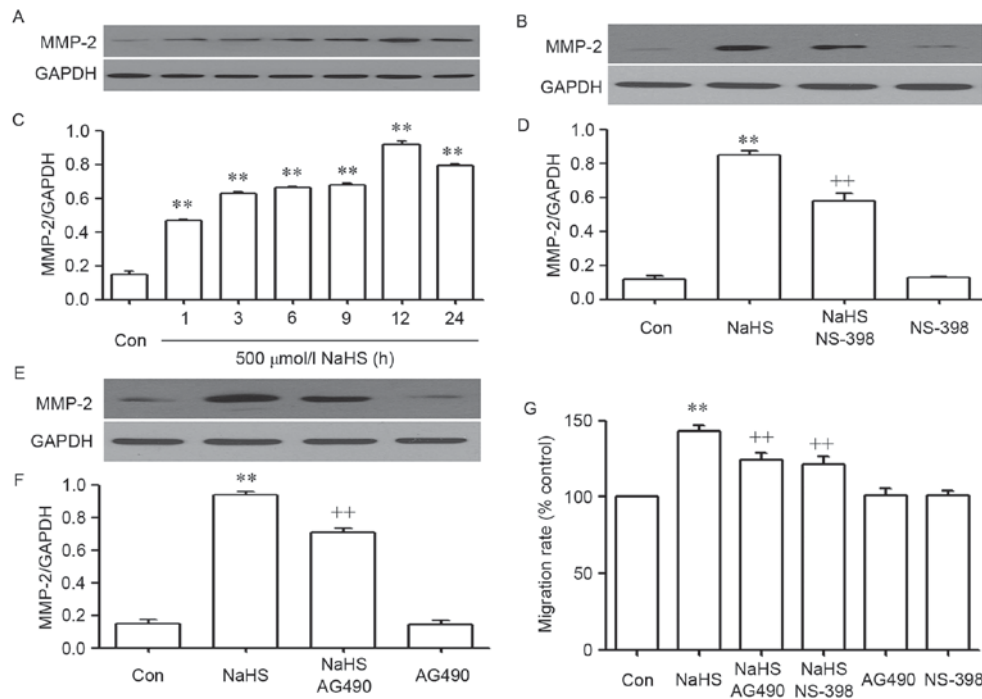 A
MMP-2
GAPDH
B
MMP-2
GAPDH
C
MMP-2/GAPDH
1.0
0.8
0.6
0.4
0.2
0.0
** ** ** ** ** **
Con 1 3 6 9 12 24
500 μmol/l NaHS (h)
D
MMP-2/GAPDH
1.0
0.8
0.6
0.4
0.2
0.0
**
++
Con NaHS NaHS NS-398
NS-398
E
MMP-2
GAPDH
F
MMP-2/GAPDH
1.0
0.8
0.6
0.4
0.2
0.0
**
++
Con NaHS NaHS AG490
AG490
G
Migration rate (% control)
150
100
50
0
**
++ ++
Con NaHS NaHS NaHS AG490 NS-398
AG490 NS-398